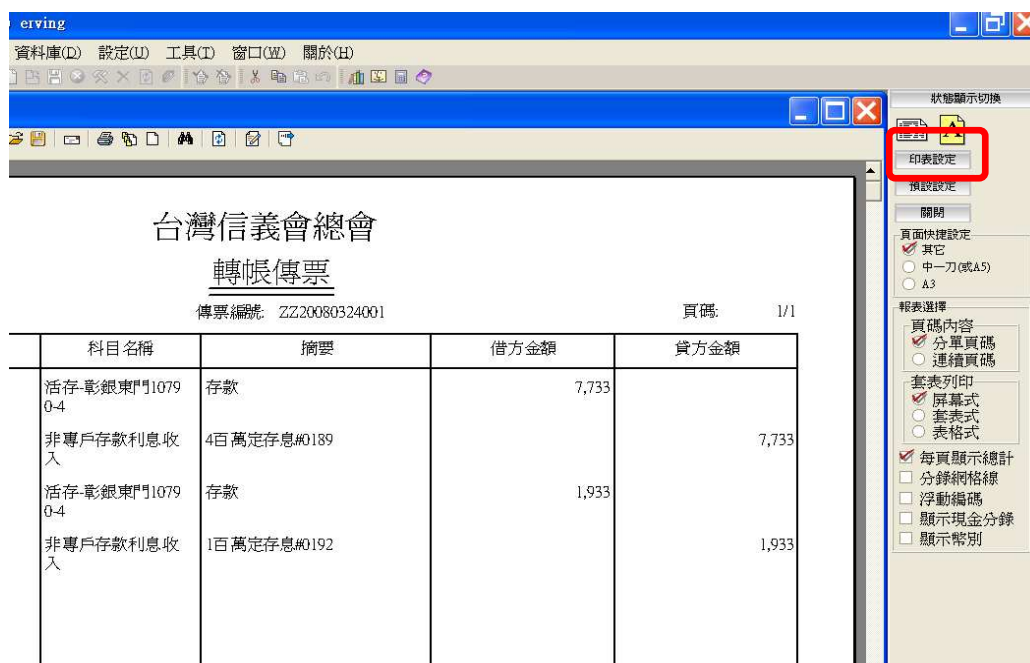 erving
資料庫(D) 設定(U) 工具(T) 窗口(W) 關於(H)
狀態顯示切換
印表設定
預設設定
關閉
頁面快捷設定
其它
中一刀(或A5)
A3
報表選擇
頁碼內容
分單頁碼
連續頁碼
套表列印
屏幕式
套表式
表格式
每頁顯示總計
分錄網格線
浮動編碼
顯示現金分錄
顯示幣別
台灣信義會總會
轉帳傳票
傳票編號: ZZ20080324001 頁碼: 1/1
科目名稱 摘要 借方金額 貸方金額
活存-彰銀東門1079 存款 7,733
0-4
非專戶存款利息收 4百萬定存息#0189 7,733
入
活存-彰銀東門1079 存款 1,933
0-4
非專戶存款利息收 1百萬定存息#0192 1,933
入